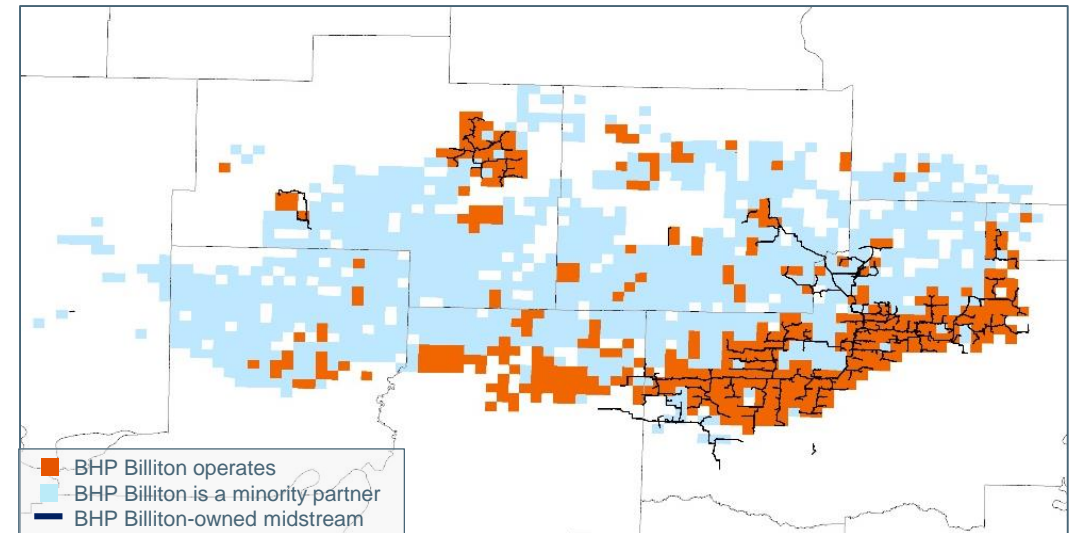 BHP Billiton operates
BHP Billiton is a minority partner
BHP Billiton-owned midstream